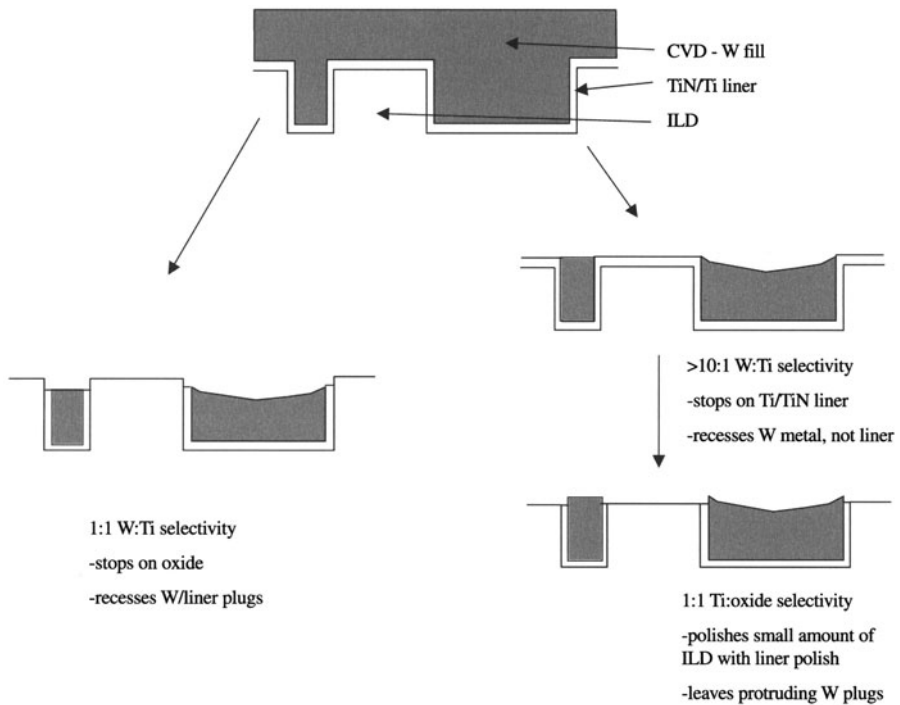 CVD - W fill
TiN/Ti liner
ILD
>10:1 W:Ti selectivity
-stops on Ti/TiN liner
-recesses W metal, not liner
1:1 W:Ti selectivity
-stops on oxide
-recesses W/liner plugs
1:1 Ti:oxide selectivity
-polishes small amount of
ILD with liner polish
-leaves protruding W plugs